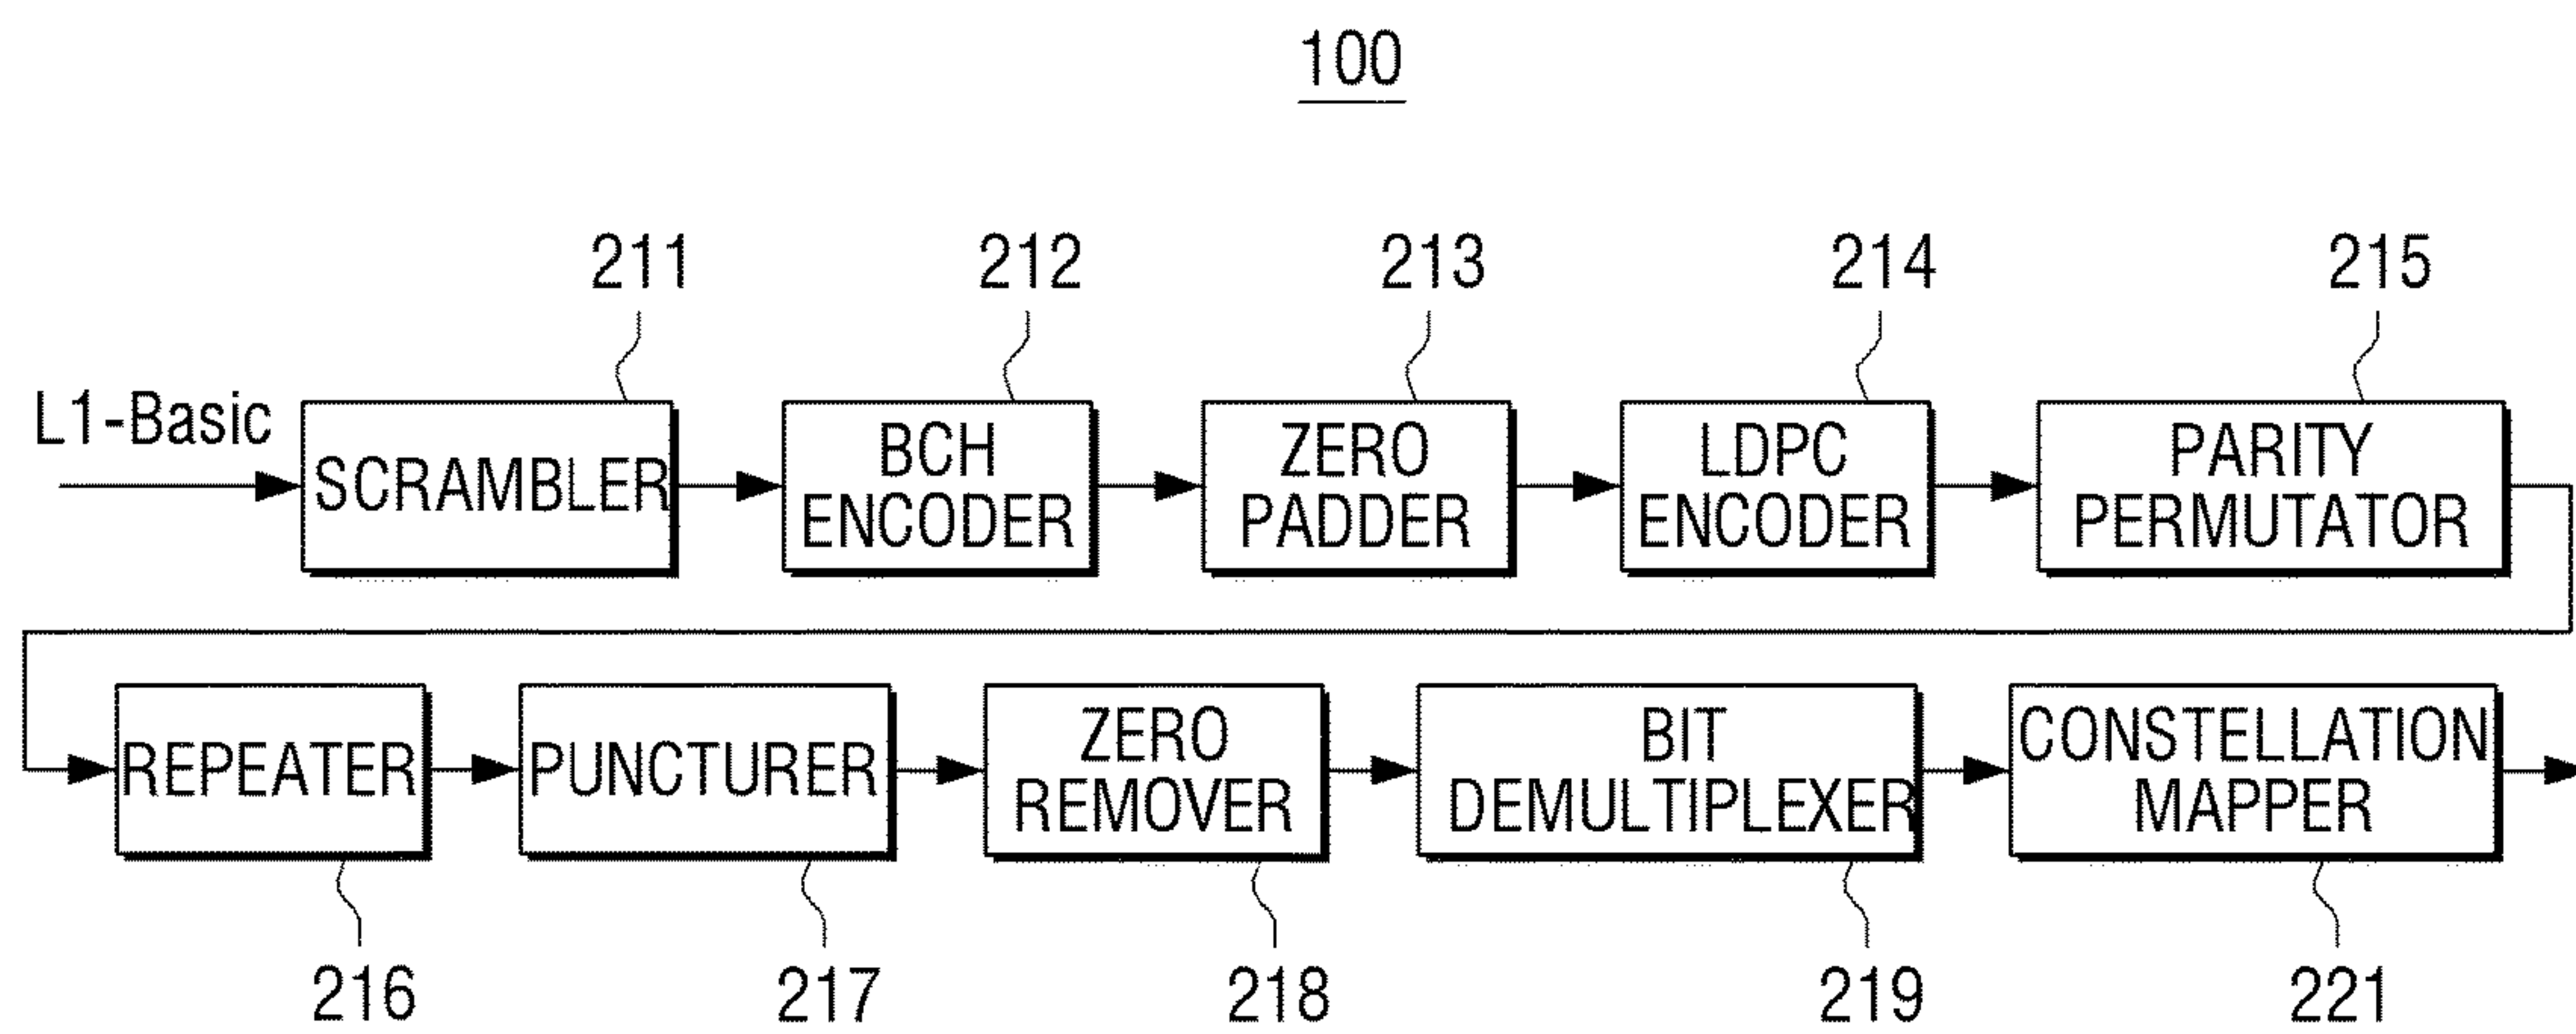 100
211
212
213
214
215
L1-Basic
SCRAMBLER
BCH
ENCODER
ZERO
PADDER
LDPC
ENCODER
PARITY
PERMUTATOR
REPEATER
PUNCTURER
ZERO
REMOVER
BIT
DEMULTIPLEXER
CONSTELLATION
MAPPER
216
217
218
219
221